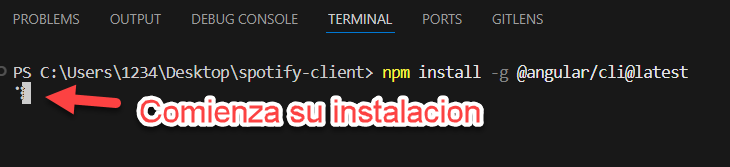 PROBLEMS OUTPUT DEBUG CONSOLE TERMINAL PORTS GITLENS
PS C:\Users\1234\Desktop\spotify-client> npm install -g @angular/cli@latest
Comienza su instalacion